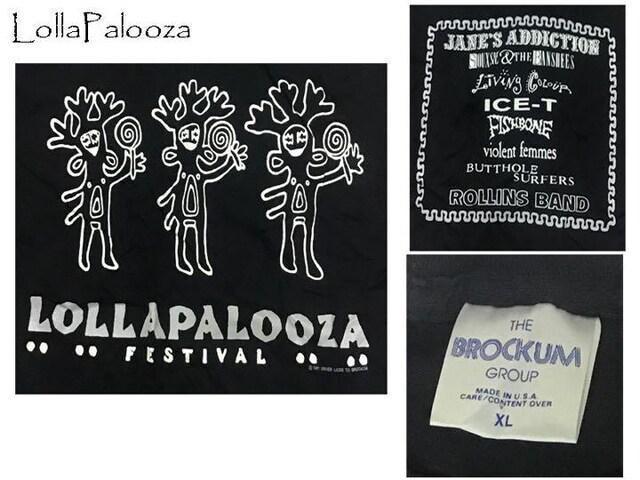 LollaPalooza
LOLLAPALOOZA
FESTIVAL
JANE'S ADDICTION
SIOUXSIE & THE BANSHEES
LIVING COLOUR
ICE-T
FISHBONE
violent femmes
BUTTHOLE
SURFERS
ROLLINS BAND
THE
BROCKUM
GROUP
MADE IN U.S.A.
CARE/CONTENT OVER
XL